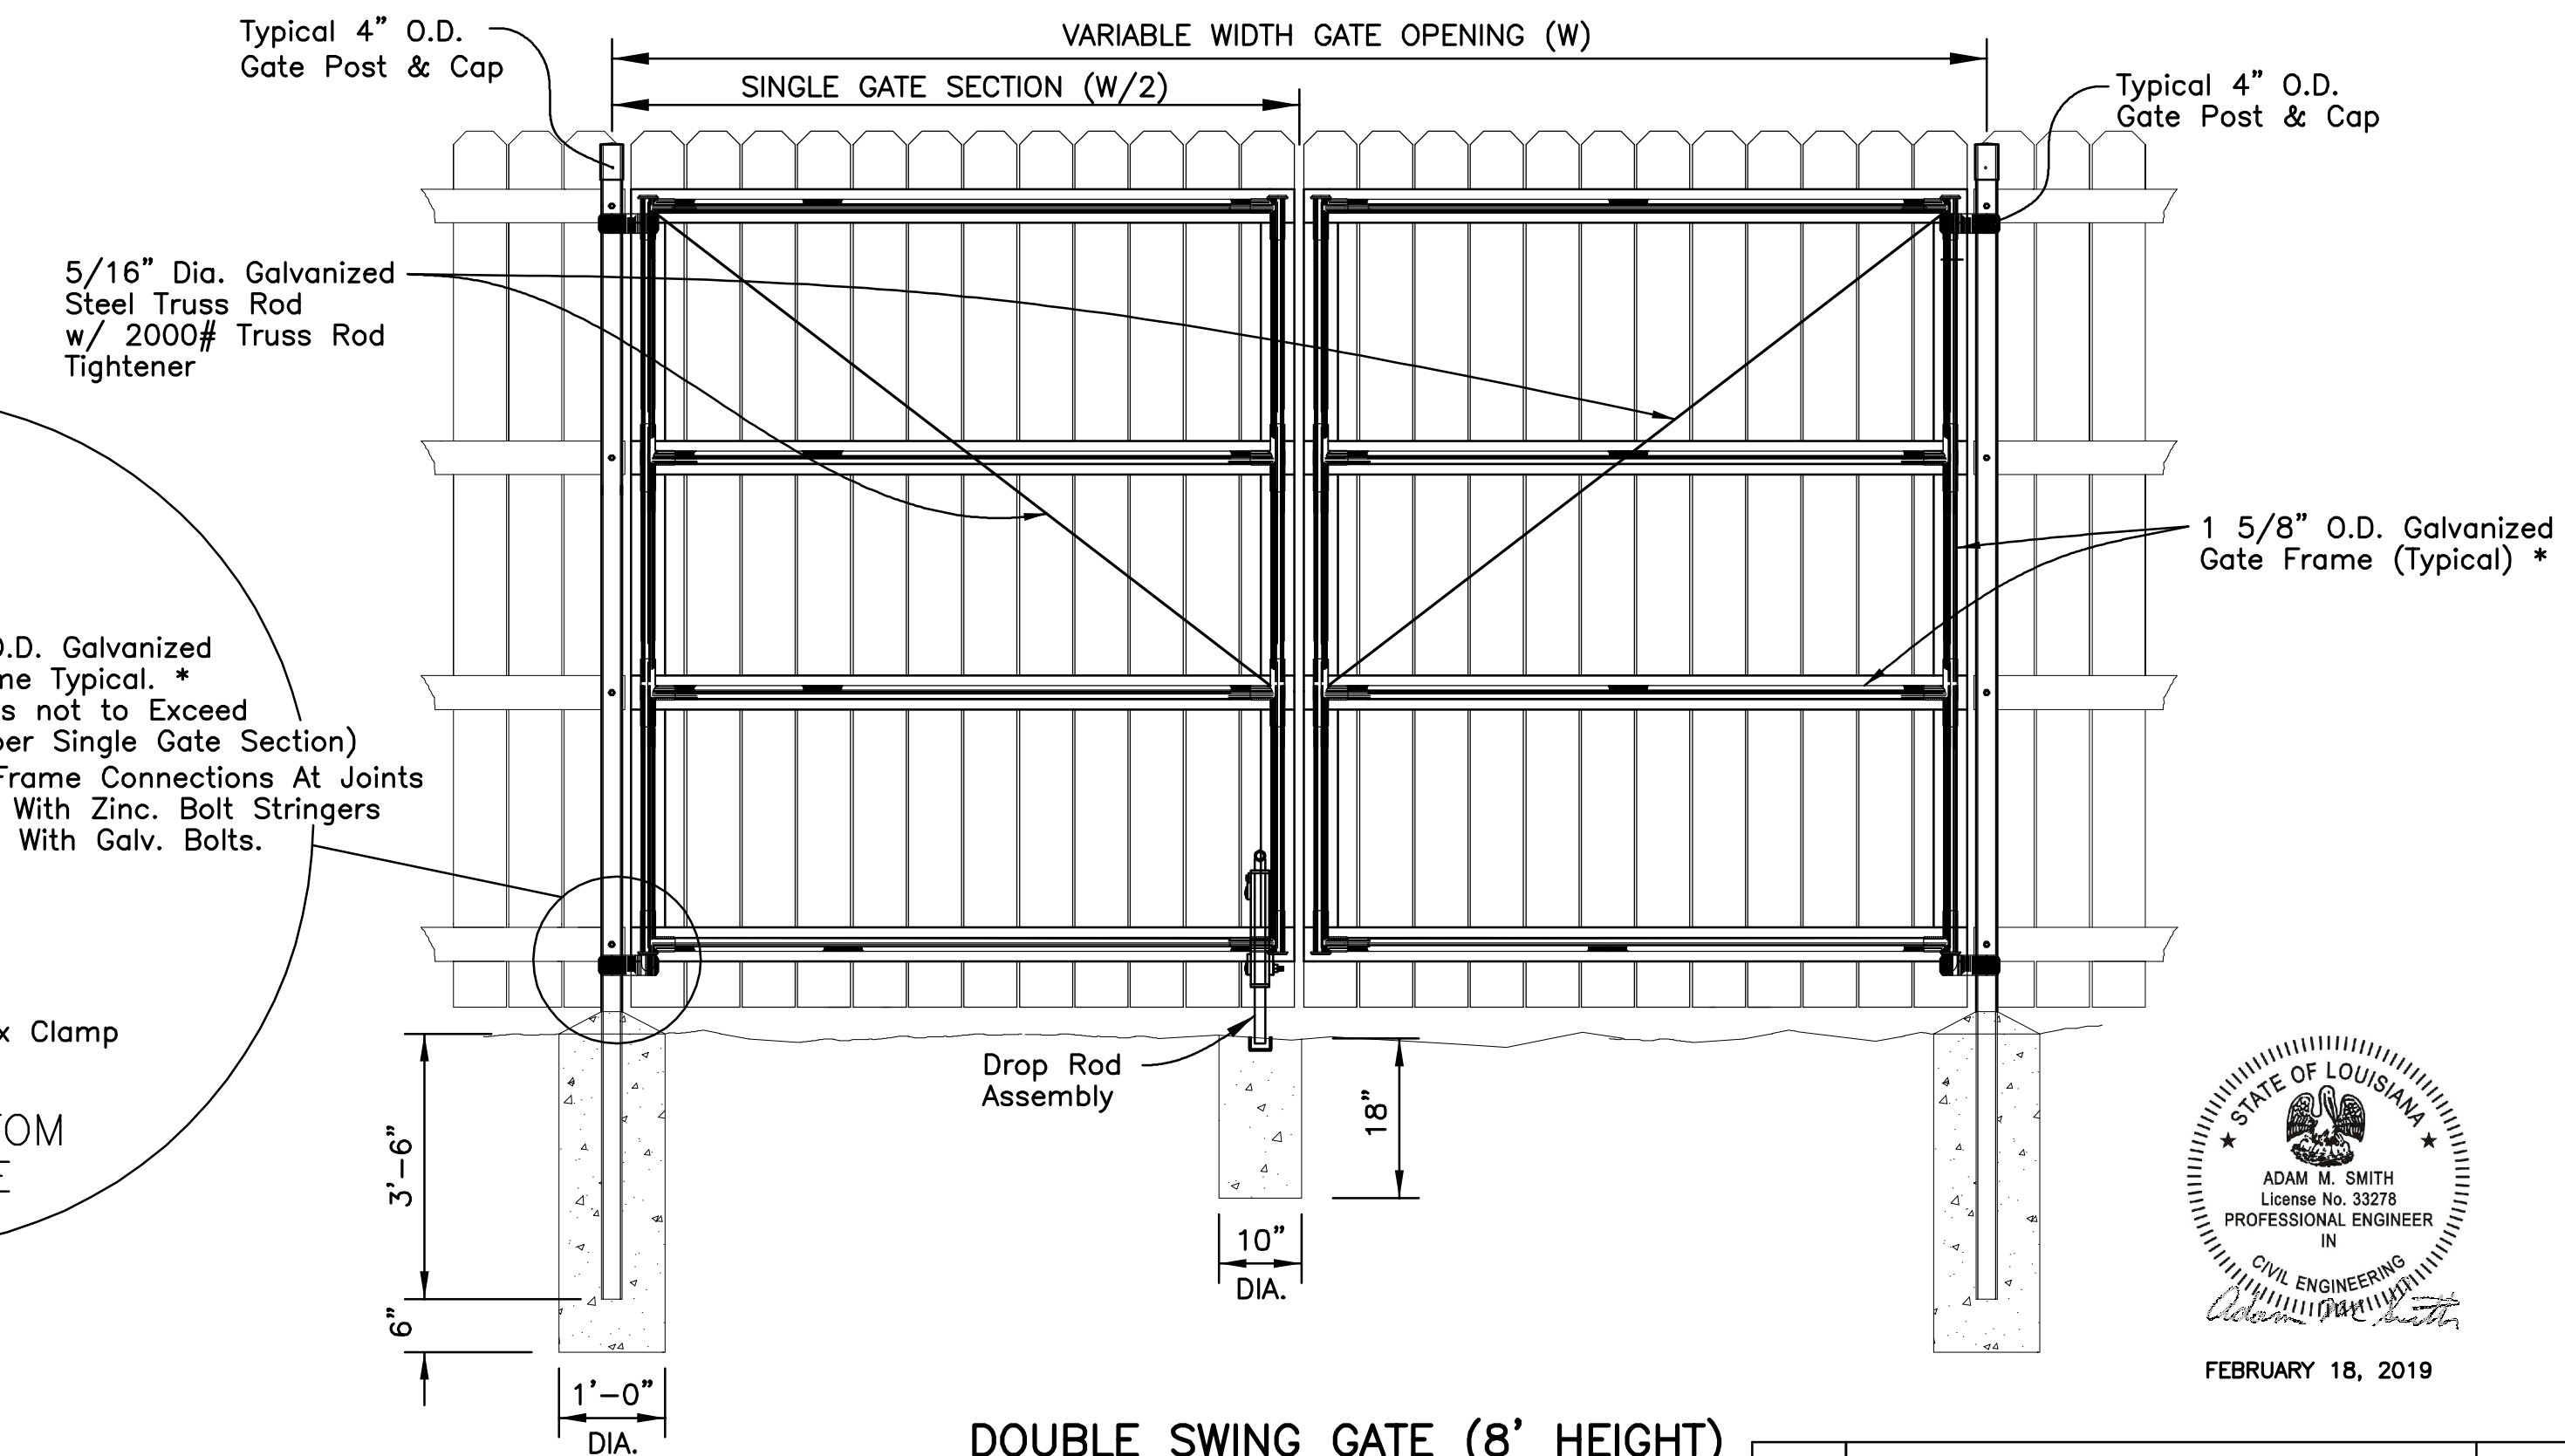 Typical 4” O.D.
Gate Post & Cap
VARIABLE WIDTH GATE OPENING (W)
SINGLE GATE SECTION (W/2)
Typical 4” O.D.
Gate Post & Cap
5/16” Dia. Galvanized
Steel Truss Rod
w/ 2000# Truss Rod
Tightener
1 5/8” O.D. Galvanized
Gate Frame (Typical) *
O.D. Galvanized
Typical. *
not to Exceed
per Single Gate Section)
Frame Connections At Joints
With Zinc. Bolt Stringers
With Galv. Bolts.
Clamp
Drop Rod
Assembly
18”
10”
DIA.
3’-6”
6”
1’-0”
DIA.
STATE OF LOUISIANA
ADAM M. SMITH
License No. 33278
PROFESSIONAL ENGINEER
IN
CIVIL ENGINEERING
Adam M Smith
FEBRUARY 18, 2019
DOUBLE SWING GATE (8’ HEIGHT)